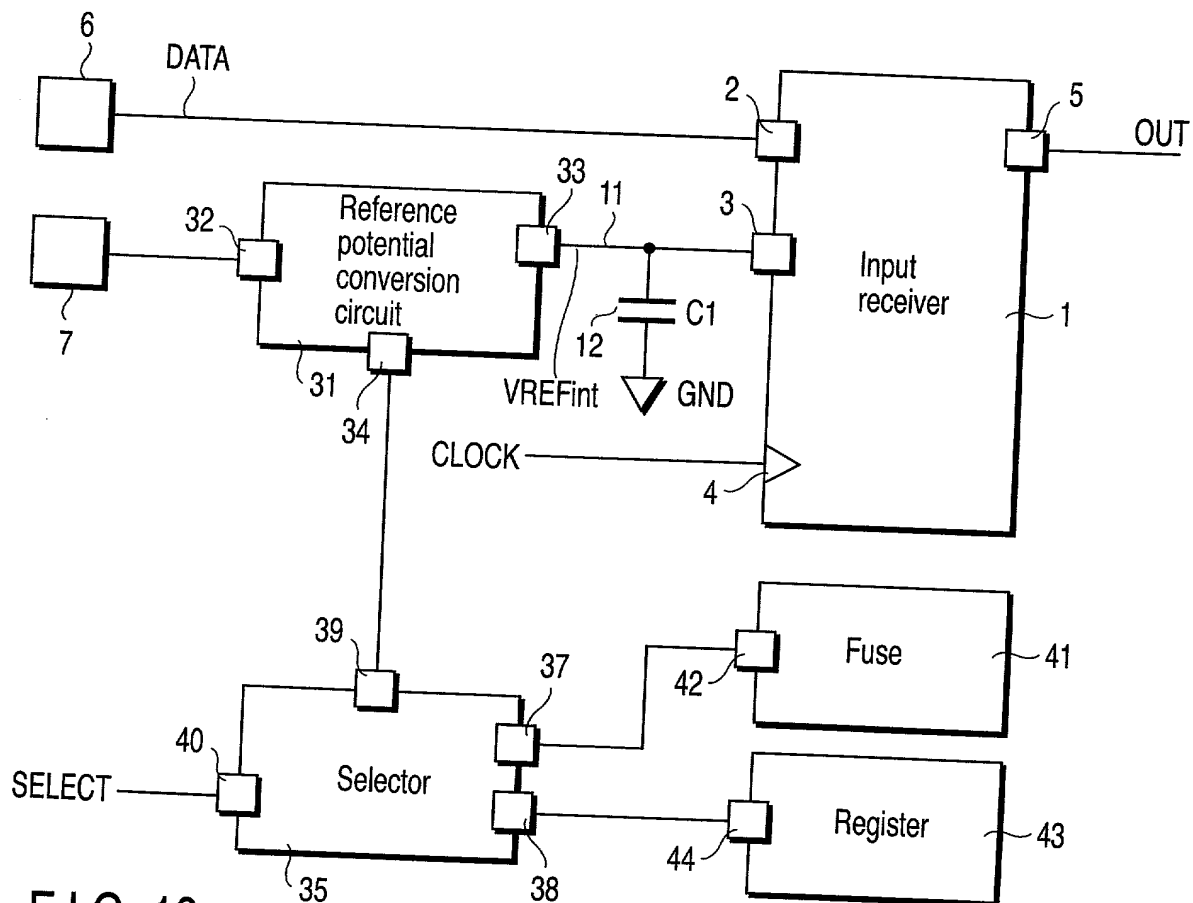 6
DATA
2
5
OUT
32
Reference
potential
conversion
circuit
33
11
3
Input
receiver
1
7
31
34
12
C1
VREFint
GND
CLOCK
4
39
37
42
Fuse
41
40
SELECT
Selector
38
35
44
Register
43